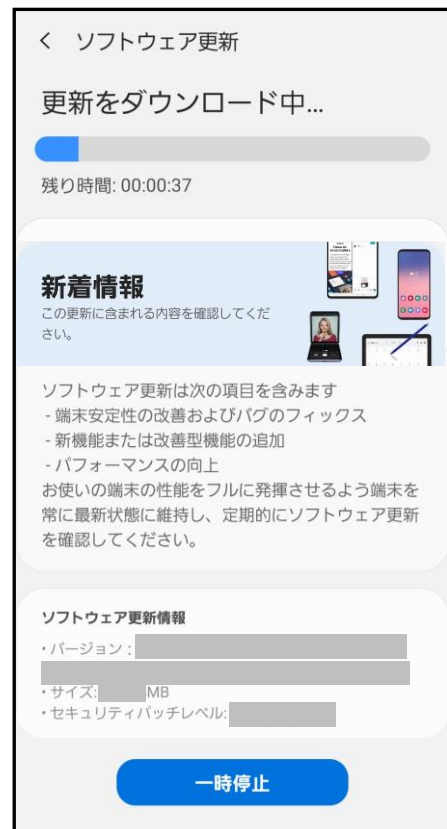 ソフトウェア更新
更新をダウンロード中...
残り時間: 00:00:37
新着情報
この更新に含まれる内容を確認してくだ
さい。
ソフトウェア更新は次の項目を含みます
- 端末安定性の改善およびバグのフィックス
- 新機能または改善型機能の追加
- パフォーマンスの向上
お使いの端末の性能をフルに発揮させるよう端末を
常に最新状態に維持し、定期的にソフトウェア更新
を確認してください。
ソフトウェア更新情報
・バージョン :
・サイズ: MB
・セキュリティパッチレベル:
一時停止